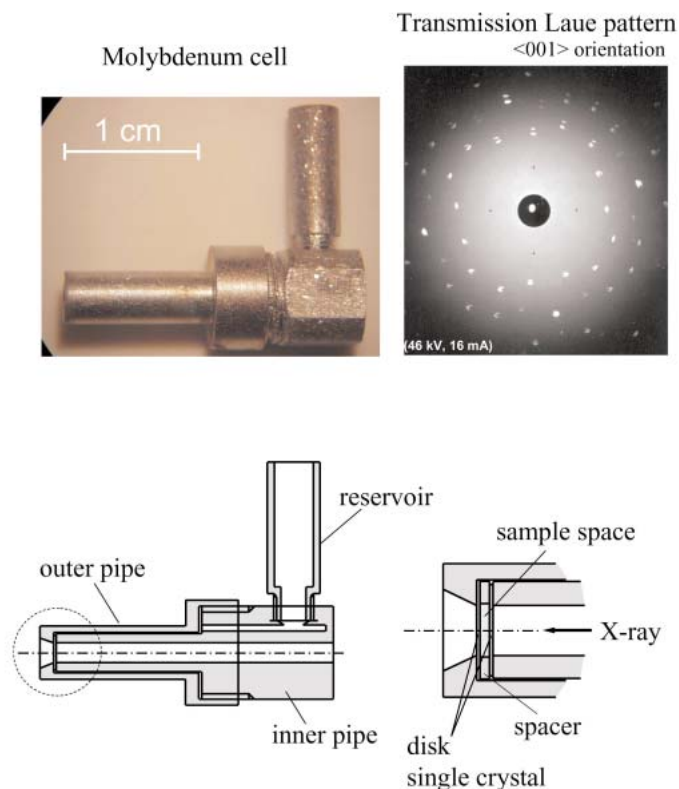 Transmission Laue pattern
<001> orientation
Molybdenum cell
1 cm
(46 kV, 16 mA)
reservoir
outer pipe
inner pipe
sample space
X-ray
spacer
disk
single crystal